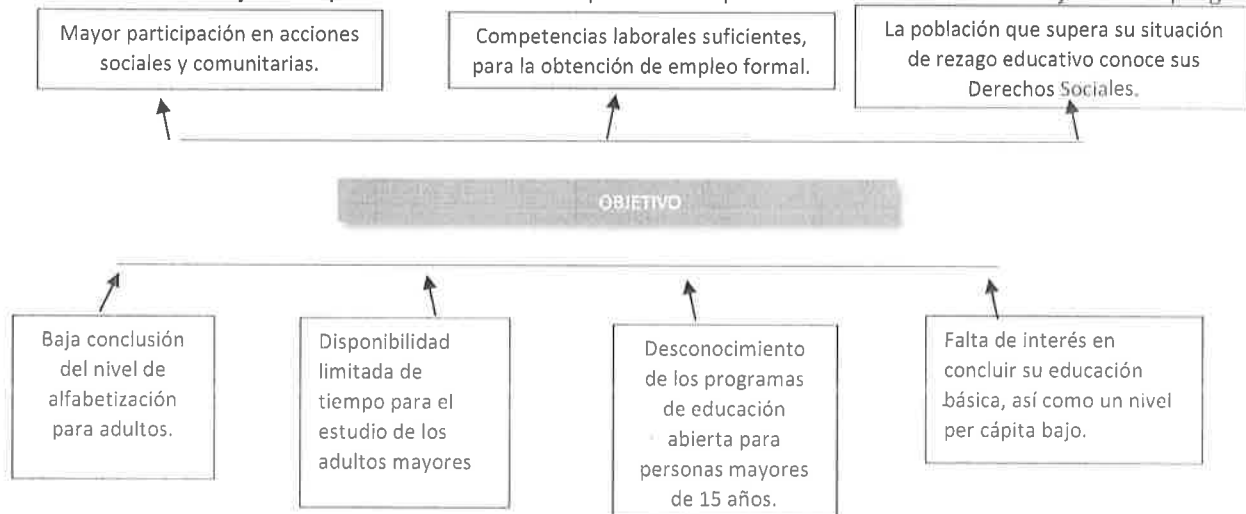 Mayor participación en acciones
sociales y comunitarias.
Competencias laborales suficientes,
para la obtención de empleo formal.
La población que supera su situación
de rezago educativo conoce sus
Derechos Sociales.
OBJETIVO
Baja conclusión
del nivel de
alfabetización
para adultos.
Disponibilidad
limitada de
tiempo para el
estudio de los
adultos mayores
Desconocimiento
de los programas
de educación
abierta para
personas mayores
de 15 años.
Falta de interés en
concluir su educación
básica, así como un nivel
per cápita bajo.